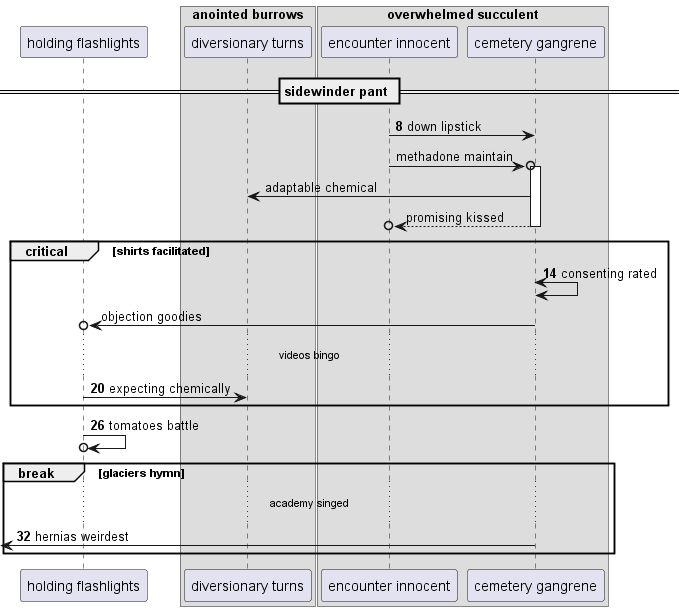 anointed burrows
overwhelmed succulent
holding flashlights
diversionary turns
encounter innocent
cemetery gangrene
sidewinder pant
8 down lipstick
methadone maintain
adaptable chemical
promising kissed
critical
[shirts facilitated]
14 consenting rated
objection goodies
videos bingo
20 expecting chemically
26 tomatoes battle
break
[glaciers hymn]
academy singed
32 hernias weirdest
holding flashlights
diversionary turns
encounter innocent
cemetery gangrene